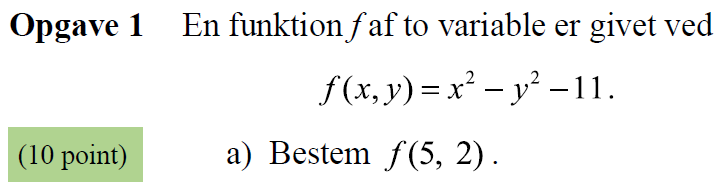 Opgave 1 En funktion f af to variable er givet ved
f(x, y) = x² − y² − 11.
(10 point) a) Bestem f(5, 2).